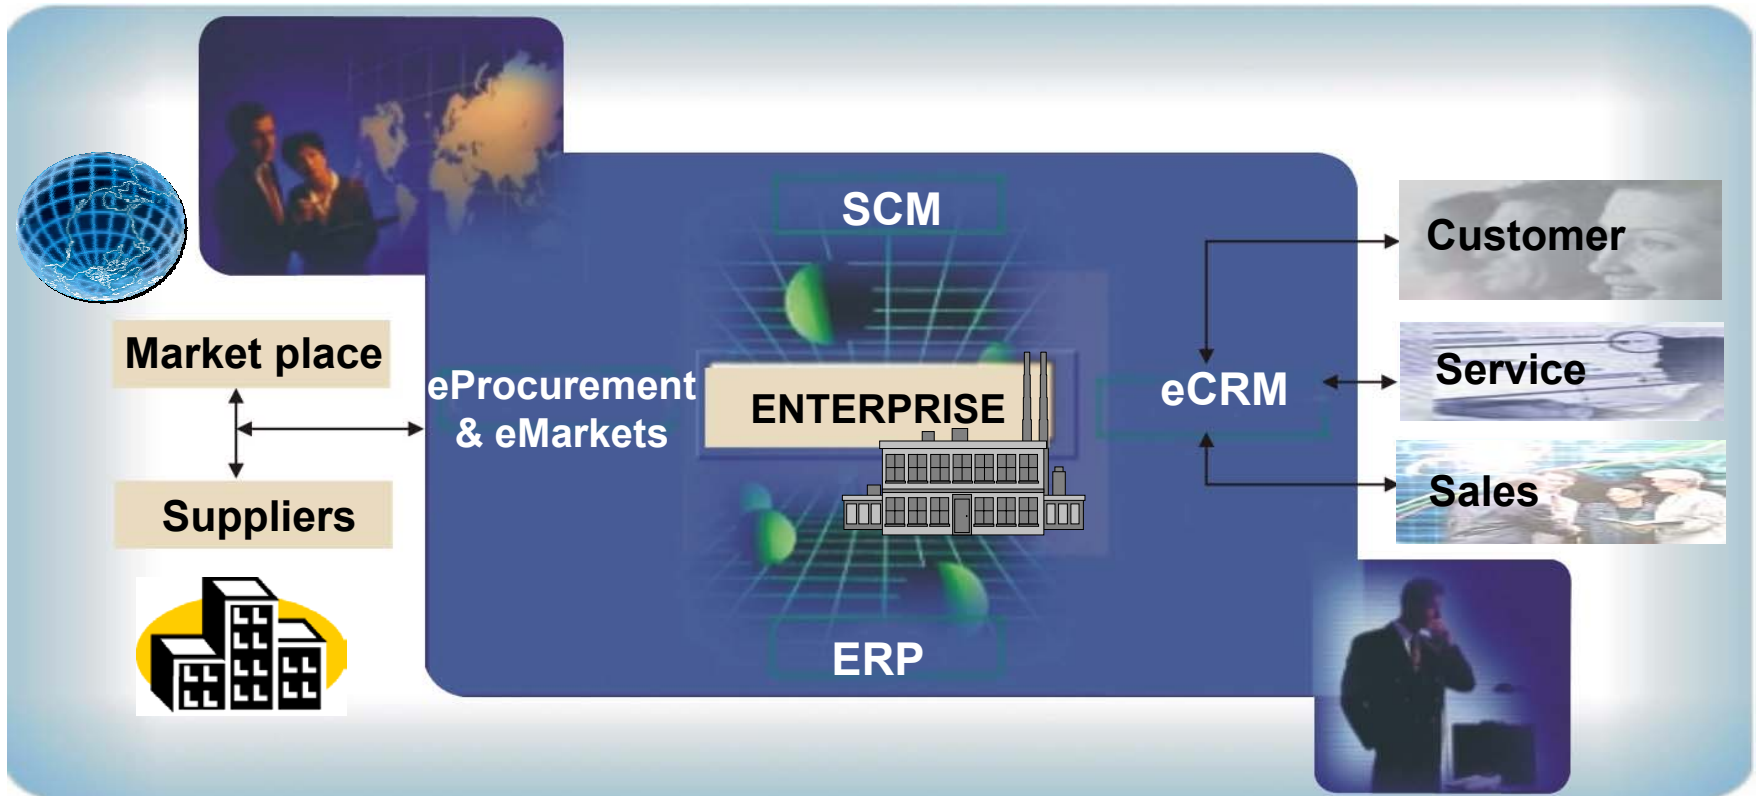 SCM
Customer
Market place
eProcurement
& eMarkets
ENTERPRISE
eCRM
Service
Suppliers
Sales
ERP